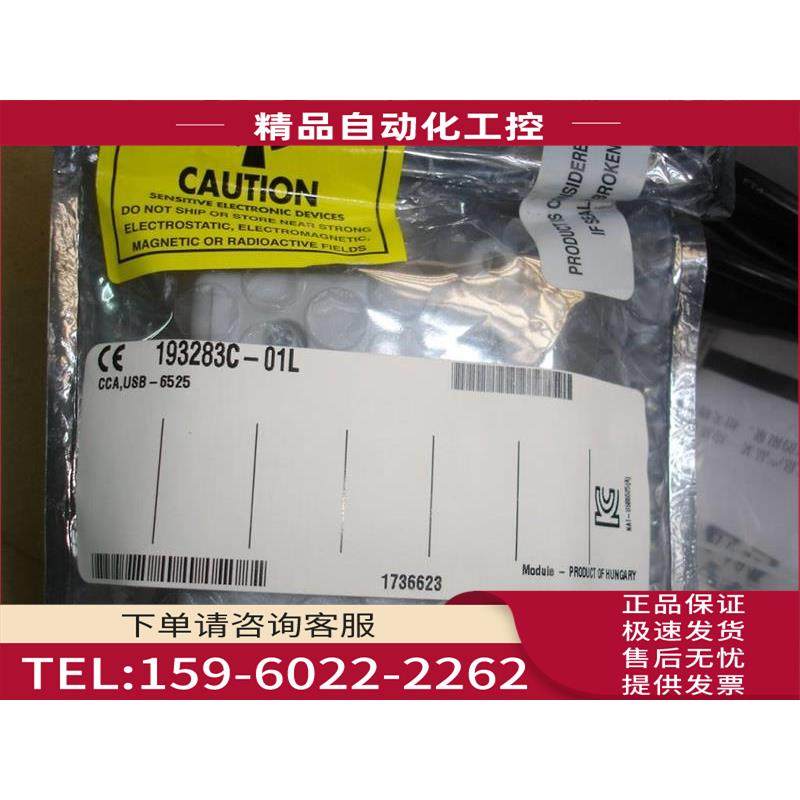 精品自动化工控
CAUTION
SENSITIVE ELECTRONIC DEVICES
DO NOT SHIP OR STORE NEAR STRONG
ELECTROSTATIC, ELECTROMAGNETIC,
MAGNETIC OR RADIOACTIVE FIELDS
PRODUCTS CONSIDERED
IF SEAL BROKEN
CE 193283C-01L
CCA,USB-6525
1736623
Module - PRODUCT OF HUNGARY
下单请咨询客服
TEL:159-6022-2262
正品保证
极速发货
售后无忧
提供发票